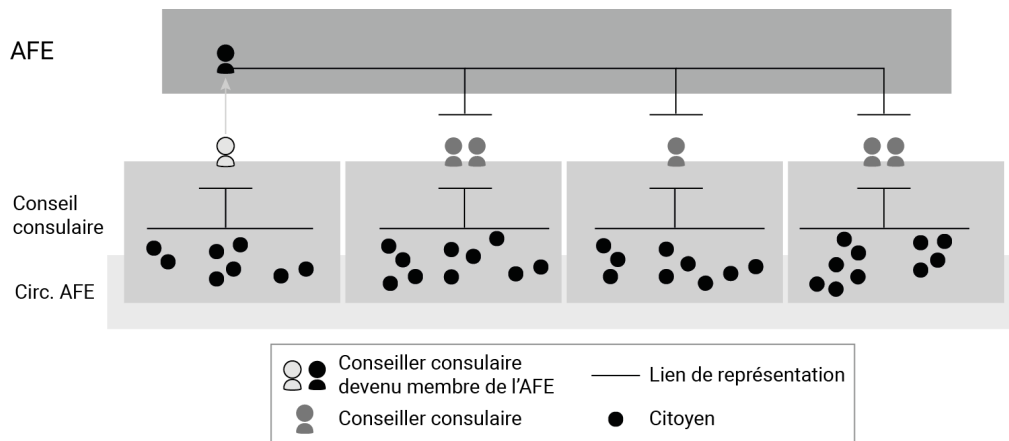 AFE
Conseil
consulaire
Circ. AFE
Conseiller consulaire
devenu membre de l'AFE
Conseiller consulaire
Lien de représentation
Citoyen